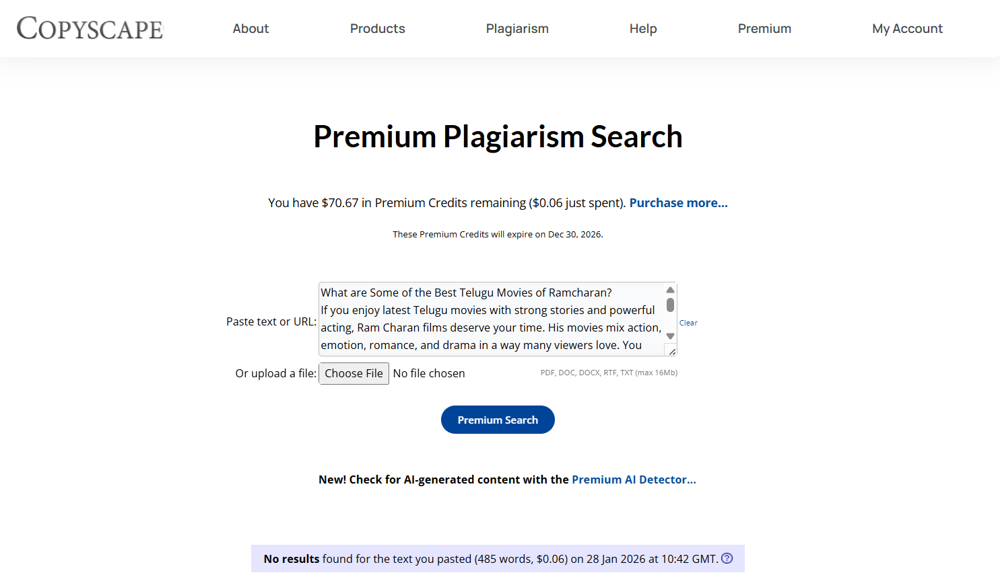 COPYSCAPE
About
Products
Plagiarism
Help
Premium
My Account
Premium Plagiarism Search
You have $70.67 in Premium Credits remaining ($0.06 just spent). Purchase more...
These Premium Credits will expire on Dec 30, 2026.
Paste text or URL:
What are Some of the Best Telugu Movies of Ramcharan?
If you enjoy latest Telugu movies with strong stories and powerful
acting, Ram Charan films deserve your time. His movies mix action,
emotion, romance, and drama in a way many viewers love. You
Clear
Or upload a file:
Choose File No file chosen
PDF, DOC, DOCX, RTF, TXT (max 16Mb)
Premium Search
New! Check for AI-generated content with the Premium AI Detector...
No results found for the text you pasted (485 words, $0.06) on 28 Jan 2026 at 10:42 GMT. ?